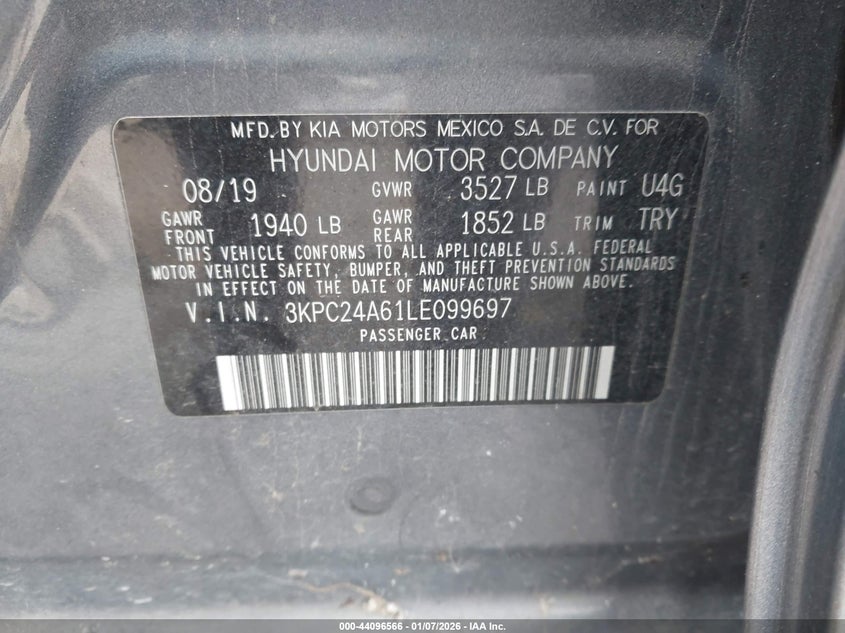 MFD. BY KIA MOTORS MEXICO S.A. DE C.V. FOR
HYUNDAI MOTOR COMPANY
08/19 GVWR 3527 LB PAINT U4G
GAWR FRONT 1940 LB GAWR REAR 1852 LB TRIM TRY
THIS VEHICLE CONFORMS TO ALL APPLICABLE U.S.A. FEDERAL
MOTOR VEHICLE SAFETY, BUMPER, AND THEFT PREVENTION STANDARDS
IN EFFECT ON THE DATE OF MANUFACTURE SHOWN ABOVE.
V.I.N. 3KPC24A61LE099697
PASSENGER CAR
000-44096566 - 01/07/2026 - IAA Inc.